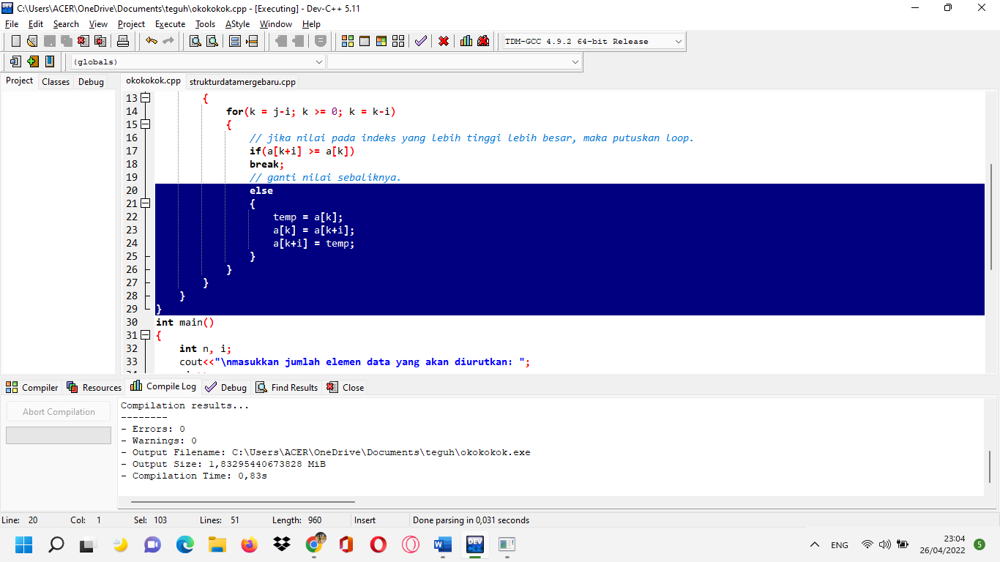 C:\Users\ACER\OneDrive\Documents\teguh\okokokok.cpp - [Executing] - Dev-C++ 5.11
File Edit Search View Project Execute Tools AStyle Window Help
TDM-GCC 4.9.2 64-bit Release
(globals)
Project Classes Debug
okokokok.cpp strukturdatamergebaru.cpp
13 {
14 for(k = j-i; k >= 0; k = k-i)
15 {
16 // jika nilai pada indeks yang lebih tinggi lebih besar, maka putuskan loop.
17 if(a[k+i] >= a[k])
18 break;
19 // ganti nilai sebaliknya.
20 else
21 {
22 temp = a[k];
23 a[k] = a[k+i];
24 a[k+i] = temp;
25 }
26 }
27 }
28 }
29 }
30 int main()
31 {
32 int n, i;
33 cout<<"\nmasukkan jumlah elemen data yang akan diurutkan: ";
Compiler Resources Compile Log Debug Find Results Close
Abort Compilation
Compilation results...
--------
- Errors: 0
- Warnings: 0
- Output Filename: C:\Users\ACER\OneDrive\Documents\teguh\okokokok.exe
- Output Size: 1,83295440673828 MiB
- Compilation Time: 0,83s
Line: 20 Col: 1 Sel: 103 Lines: 51 Length: 960 Insert Done parsing in 0,031 seconds
ENG
23:04
26/04/2022
5